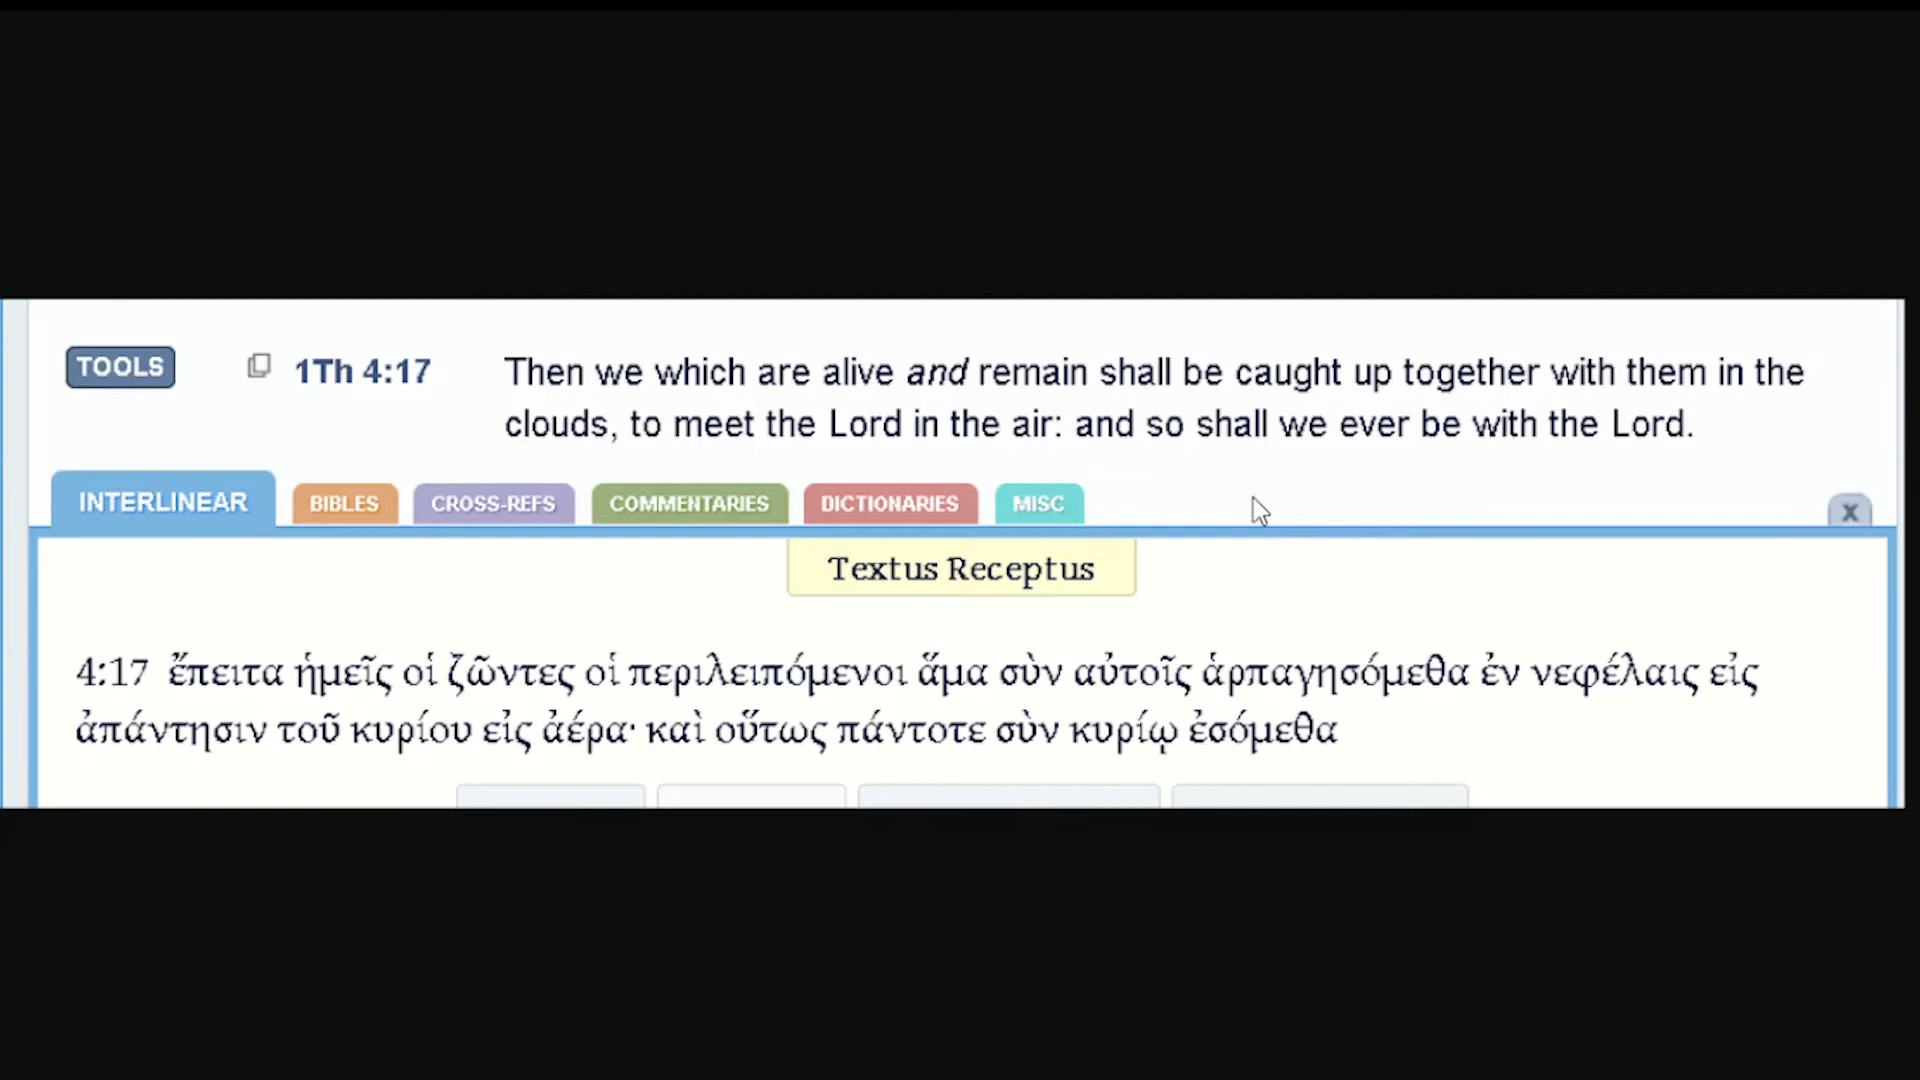 TOOLS 1Th 4:17 Then we which are alive and remain shall be caught up together with them in the
clouds, to meet the Lord in the air: and so shall we ever be with the Lord.
INTERLINEAR BIBLES CROSS-REFS COMMENTARIES DICTIONARIES MISC X
Textus Receptus
4:17 ἔπειτα ἡμεῖς οἱ ζῶντες οἱ περιλειπόμενοι ἅμα σὺν αὐτοῖς ἁρπαγησόμεθα ἐν νεφέλαις εἰς
ἀπάντησιν τοῦ κυρίου εἰς ἀέρα· καὶ οὕτως πάντοτε σὺν κυρίῳ ἐσόμεθα